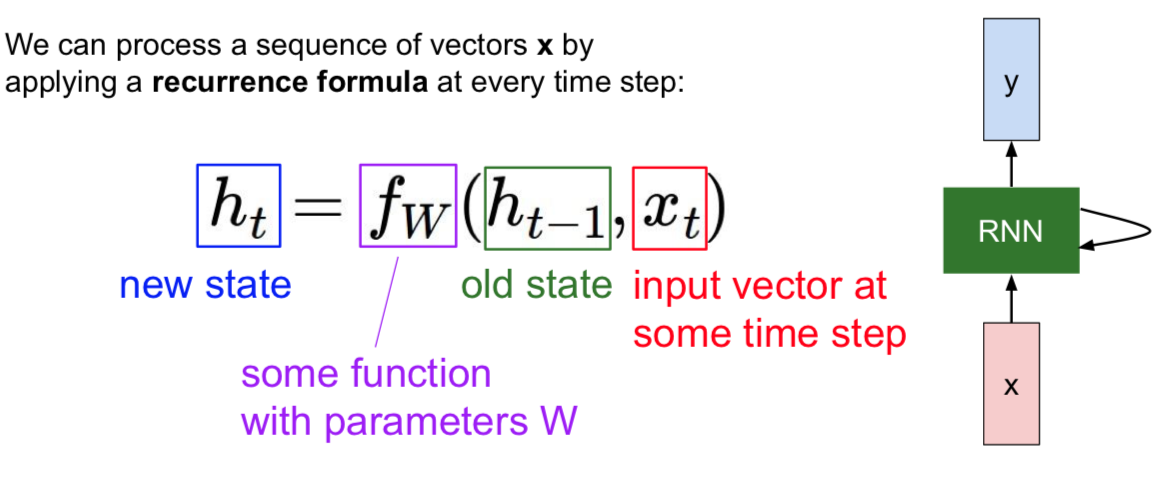 We can process a sequence of vectors x by
applying a recurrence formula at every time step:
h_t = f_W(h_{t-1}, x_t)
new state
old state
input vector at
some time step
some function
with parameters W
y
RNN
x